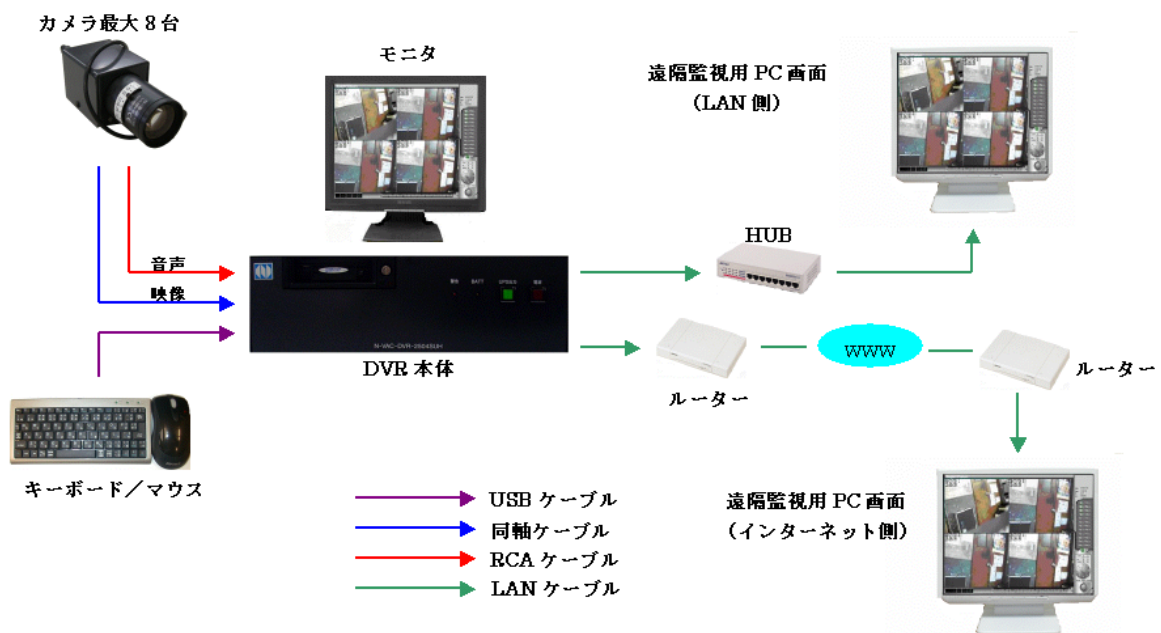 カメラ最大8台
モニタ
遠隔監視用 PC 画面
（LAN 側）
HUB
音声
映像
BATT
N-VAC-DVR-2504SUH
DVR 本体
WWW
ルーター
ルーター
キーボード／マウス
USB ケーブル
同軸ケーブル
RCA ケーブル
LAN ケーブル
遠隔監視用 PC 画面
（インターネット側）